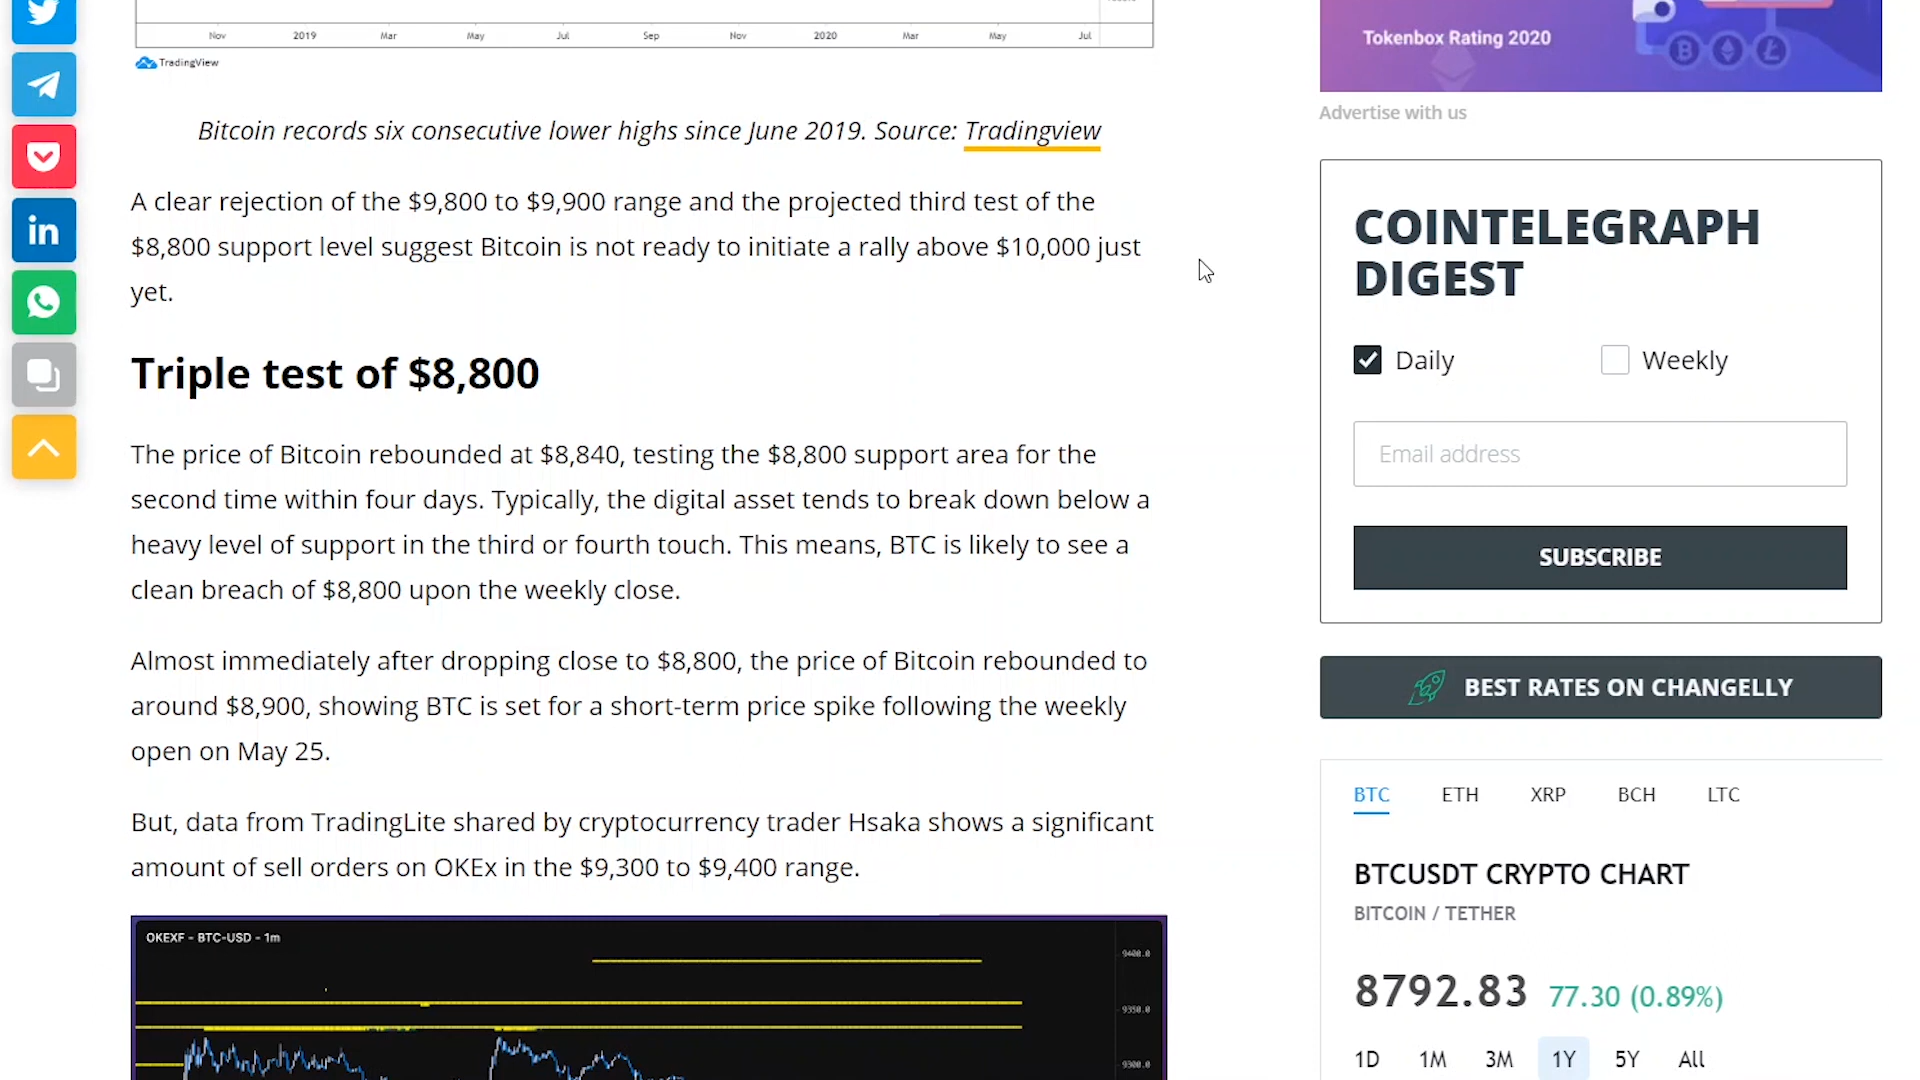 Nov 2019 Mar May Jul Sep Nov 2020 Mar May Jul
TradingView
Bitcoin records six consecutive lower highs since June 2019. Source: Tradingview
A clear rejection of the $9,800 to $9,900 range and the projected third test of the
$8,800 support level suggest Bitcoin is not ready to initiate a rally above $10,000 just
yet.
Triple test of $8,800
The price of Bitcoin rebounded at $8,840, testing the $8,800 support area for the
second time within four days. Typically, the digital asset tends to break down below a
heavy level of support in the third or fourth touch. This means, BTC is likely to see a
clean breach of $8,800 upon the weekly close.
Almost immediately after dropping close to $8,800, the price of Bitcoin rebounded to
around $8,900, showing BTC is set for a short-term price spike following the weekly
open on May 25.
But, data from TradingLite shared by cryptocurrency trader Hsaka shows a significant
amount of sell orders on OKEx in the $9,300 to $9,400 range.
OKEXF - BTC-USD - 1m
9400.0
9350.0
9300.0
in
Tokenbox Rating 2020
Advertise with us
COINTELEGRAPH
DIGEST
Daily Weekly
Email address
SUBSCRIBE
BEST RATES ON CHANGELLY
BTC ETH XRP BCH LTC
BTCUSDT CRYPTO CHART
BITCOIN / TETHER
8792.83 77.30 (0.89%)
1D 1M 3M 1Y 5Y All